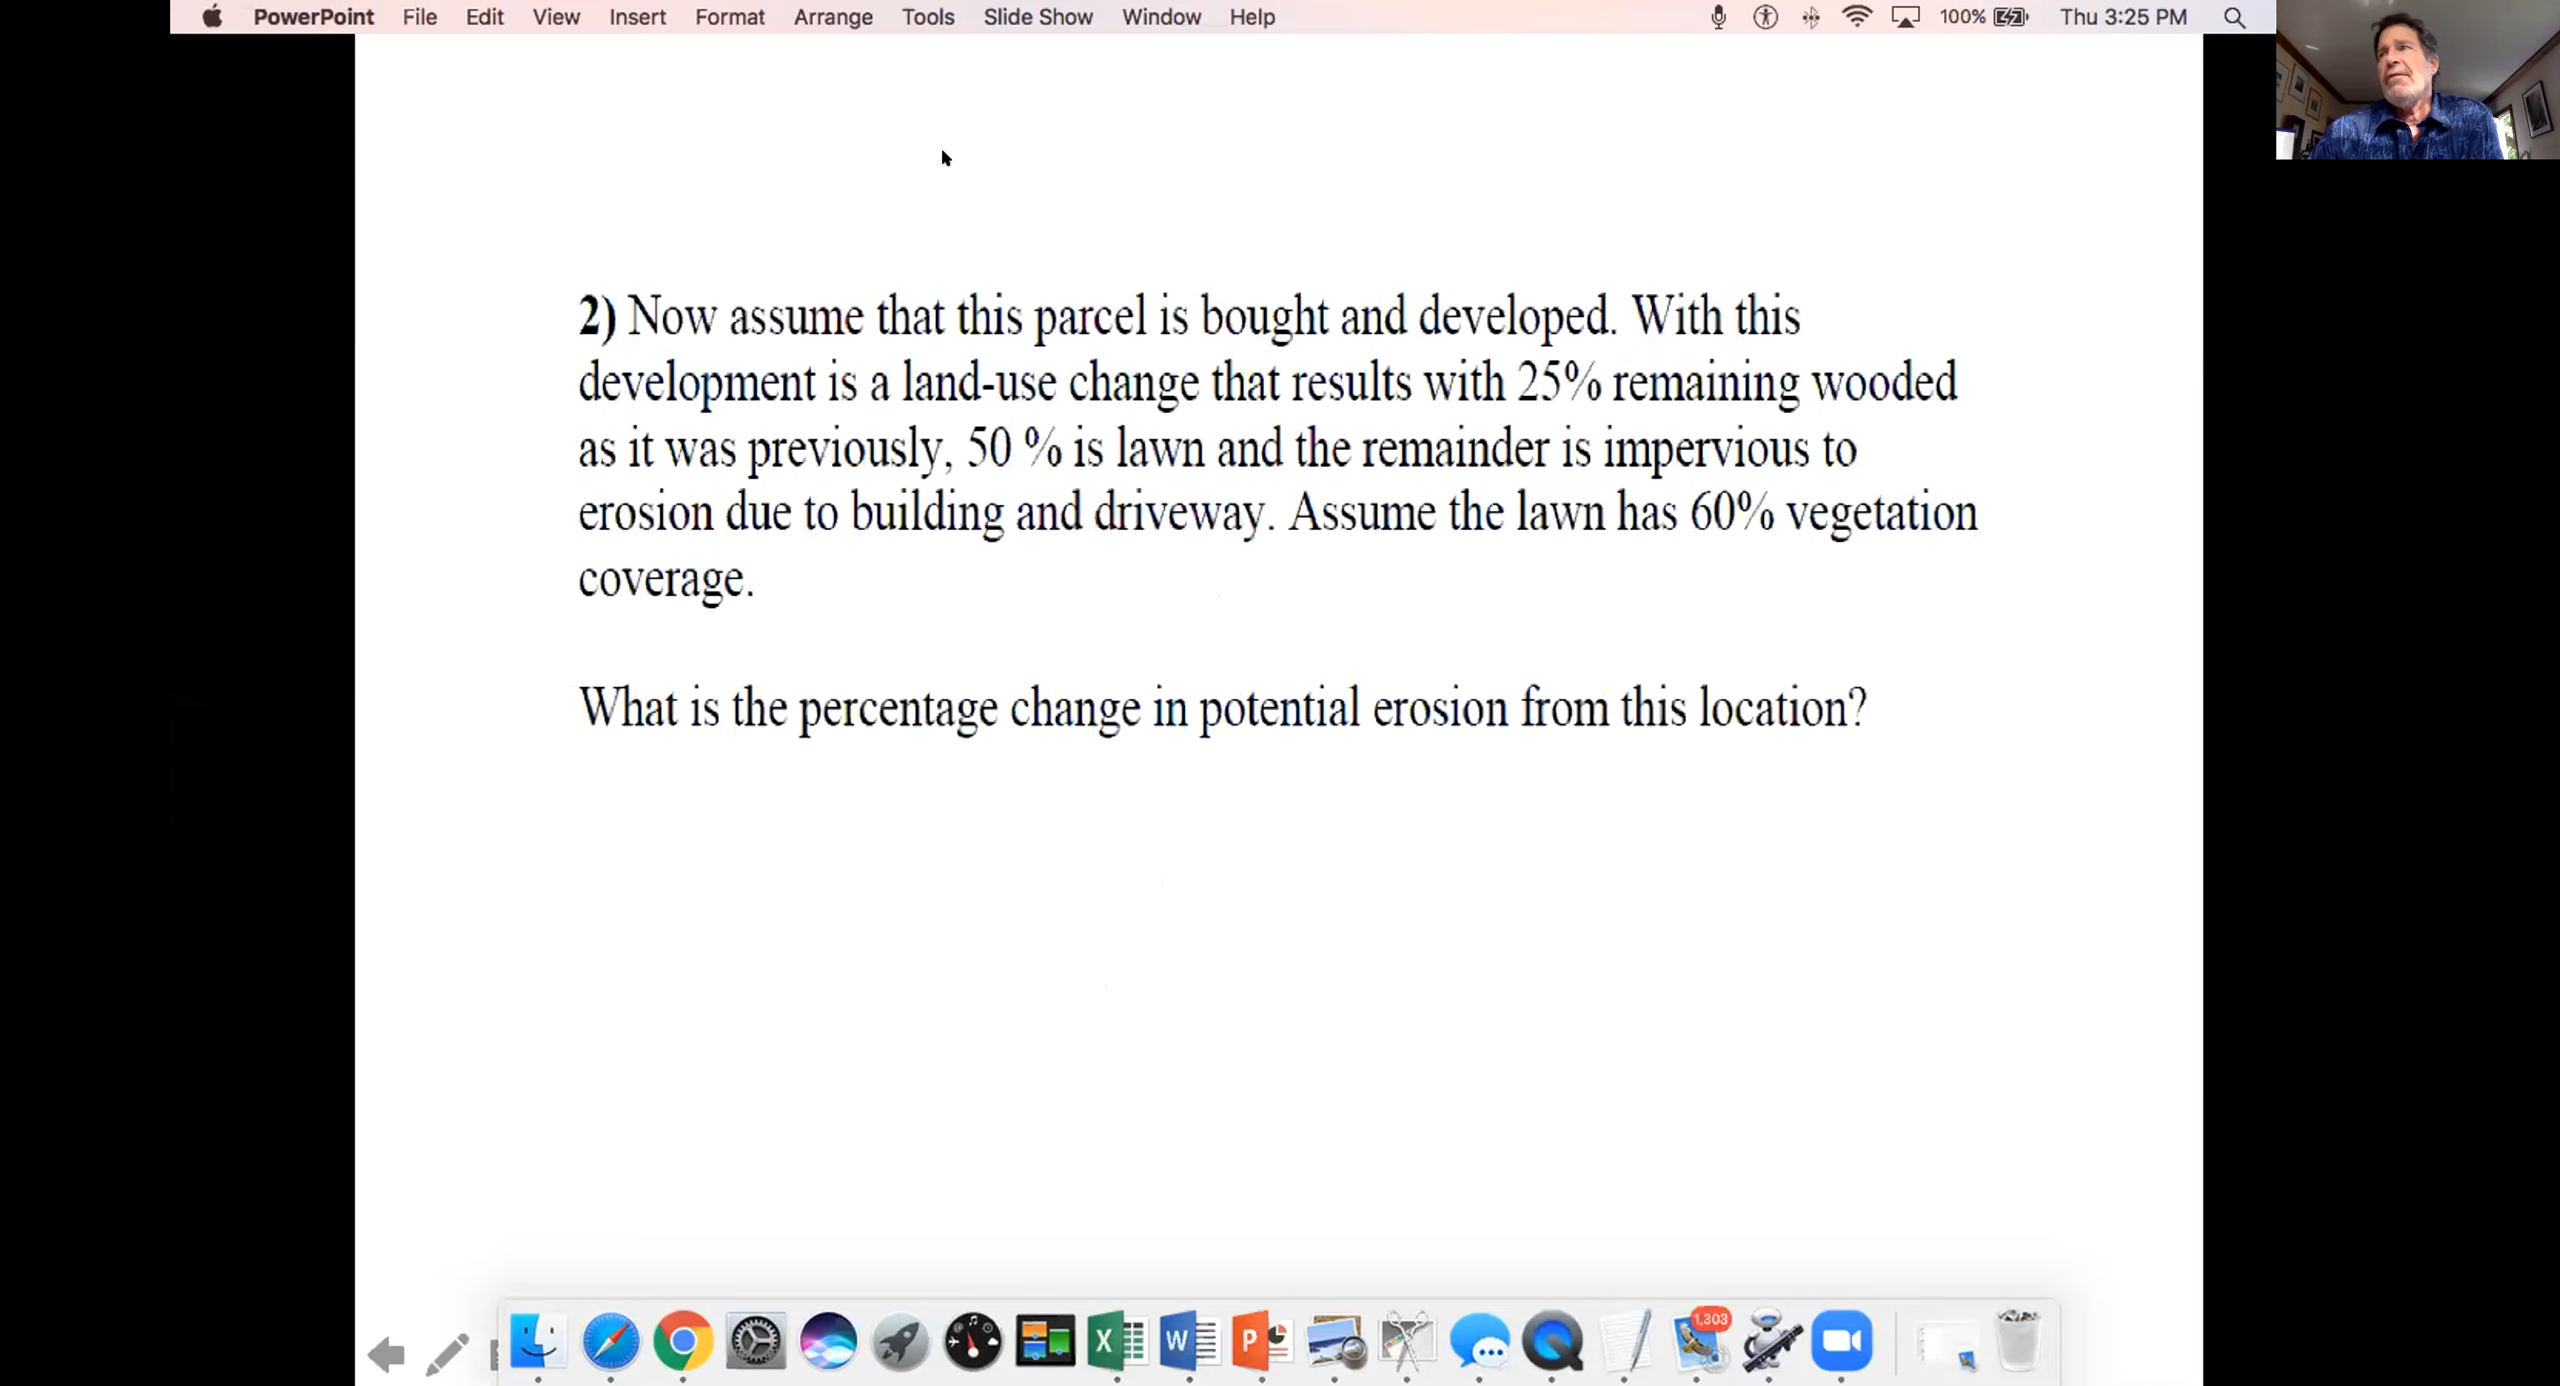 PowerPoint File Edit View Insert Format Arrange Tools Slide Show Window Help 100% Thu 3:25 PM
2) Now assume that this parcel is bought and developed. With this
development is a land-use change that results with 25% remaining wooded
as it was previously, 50 % is lawn and the remainder is impervious to
erosion due to building and driveway. Assume the lawn has 60% vegetation
coverage.
What is the percentage change in potential erosion from this location?
X W P 1,303